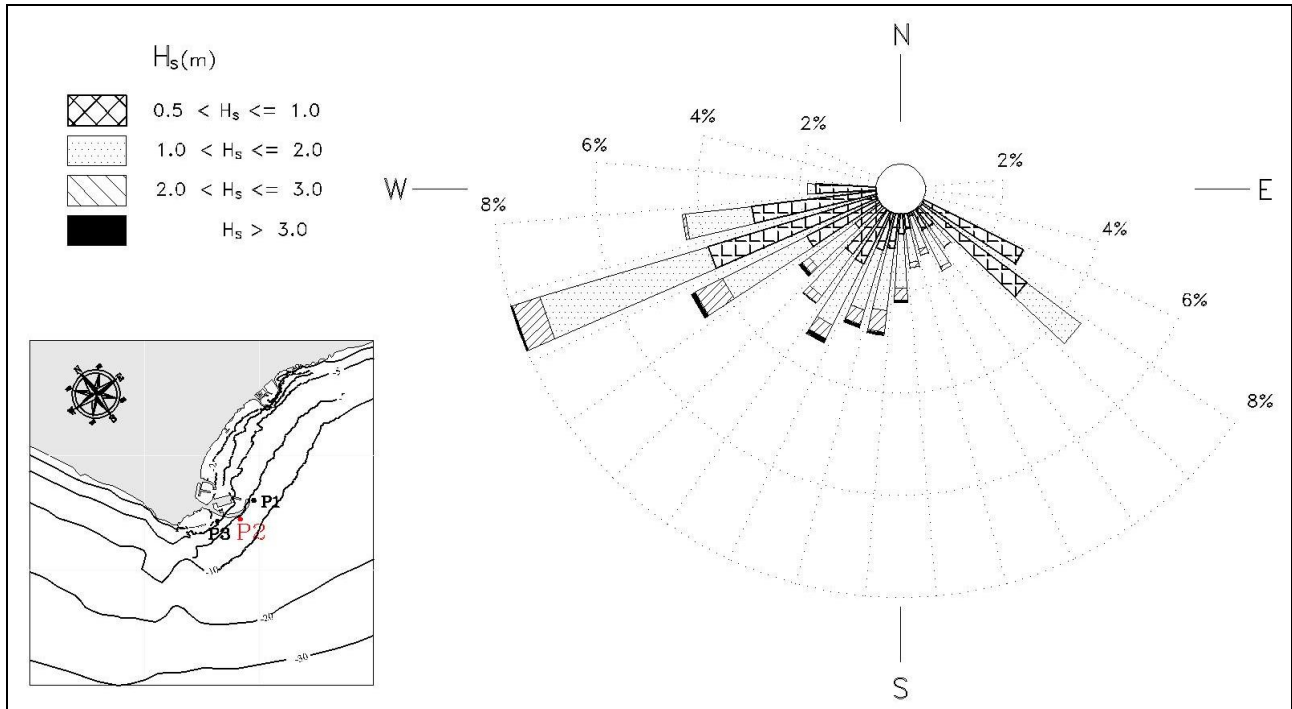 Hs(m)
0.5 < Hs <= 1.0
1.0 < Hs <= 2.0
2.0 < Hs <= 3.0
Hs > 3.0
N
2%
4%
6%
8%
W
E
2%
4%
6%
8%
S
-5
-2
P1
P2
P3
-10
-20
-30